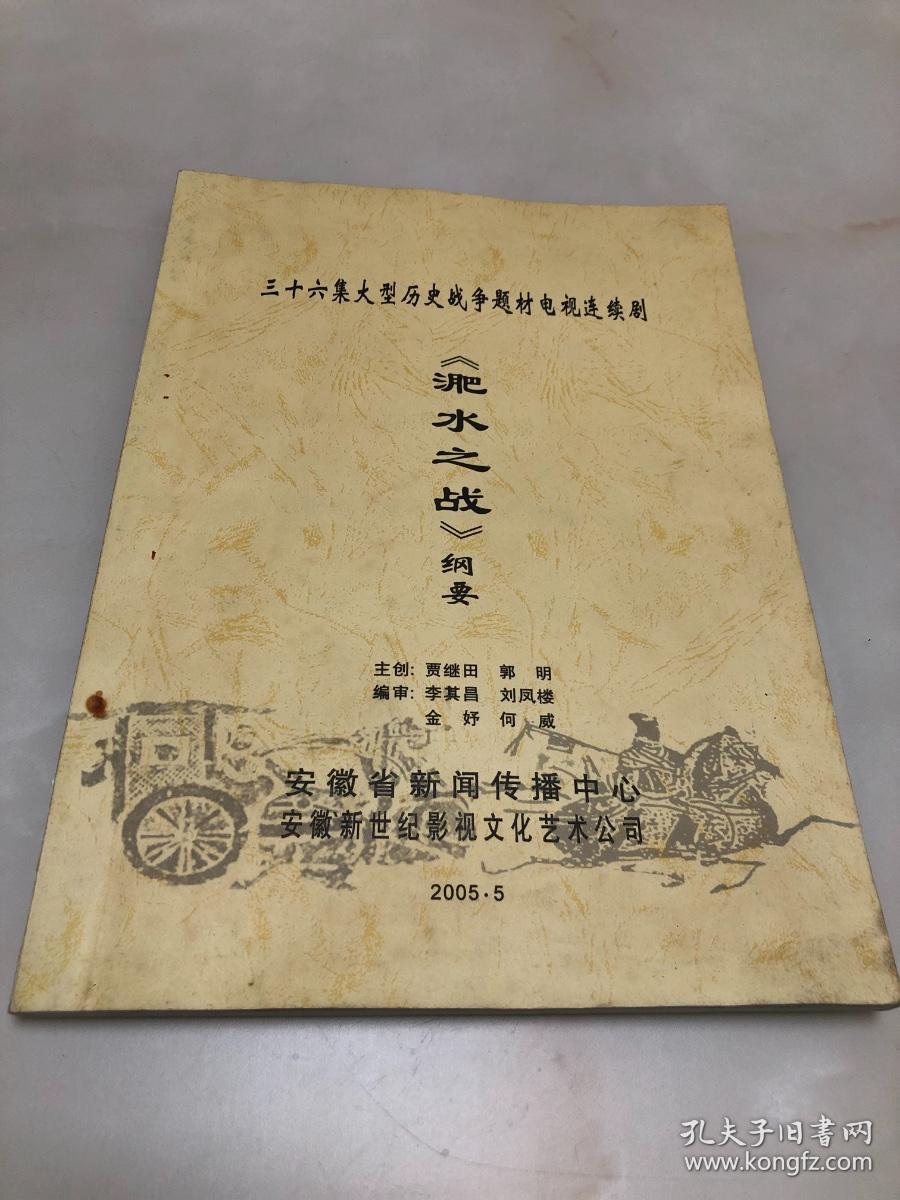 三十六集大型历史战争题材电视连续剧
《淝水之战》纲要
主创：贾继田 郭明
编审：李其昌 刘凤楼
金妤 何威
安徽省新闻传播中心
安徽新世纪影视文化艺术公司
2005·5
孔夫子旧书网
www.kongfz.com